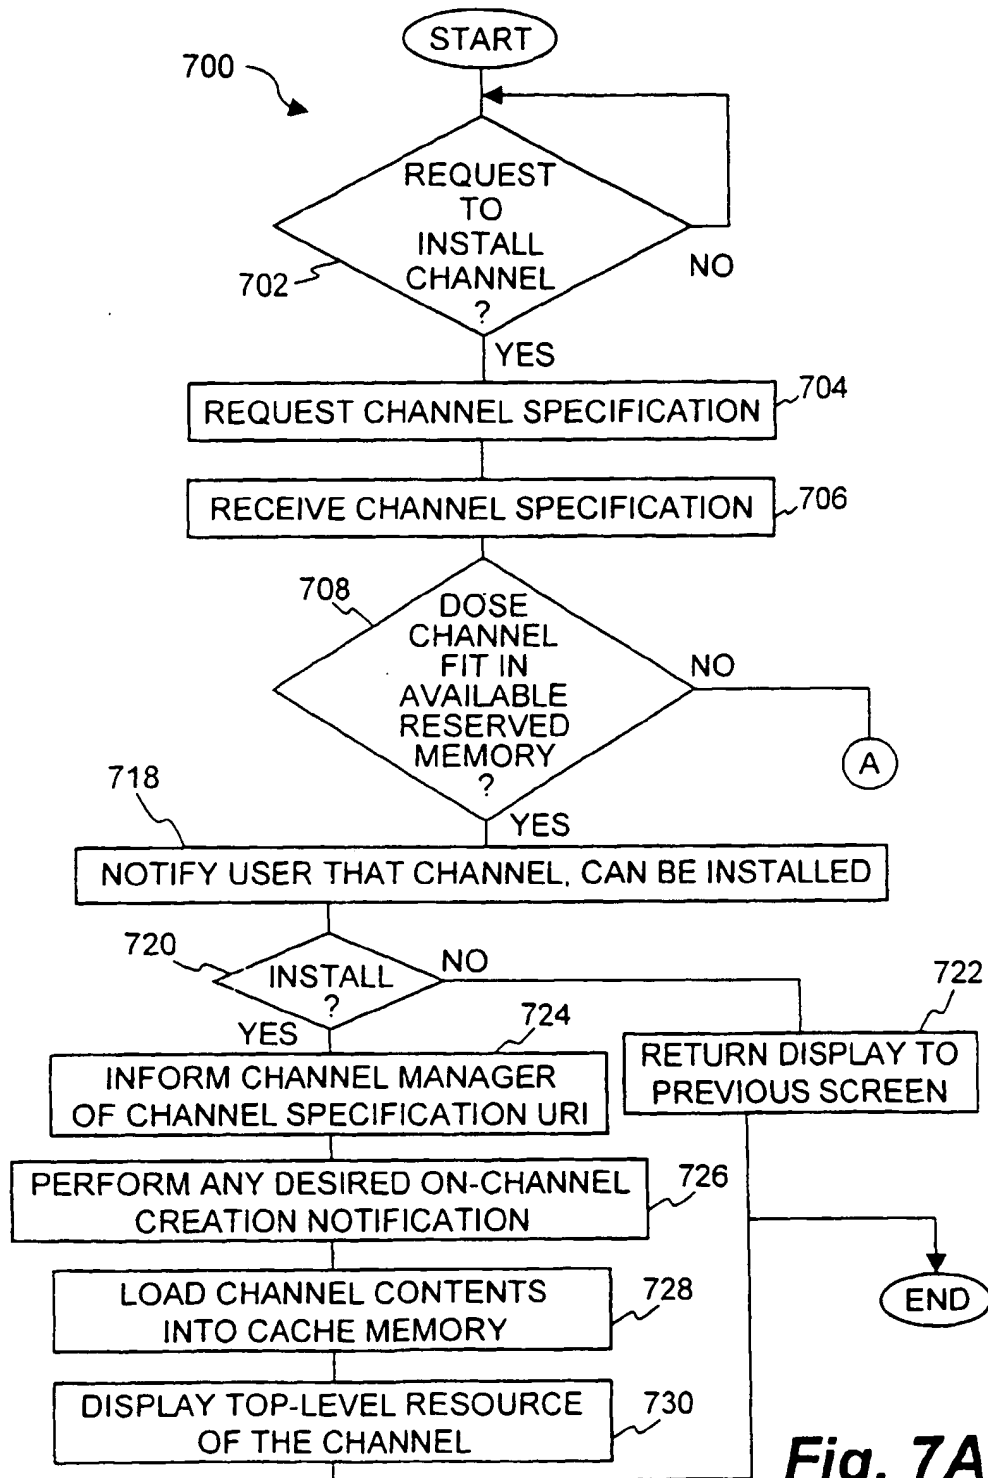 START
700
REQUEST
TO
INSTALL
CHANNEL
?
702
NO
YES
REQUEST CHANNEL SPECIFICATION
704
RECEIVE CHANNEL SPECIFICATION
706
708
DOSE
CHANNEL
FIT IN
AVAILABLE
RESERVED
MEMORY
?
NO
A
718
YES
NOTIFY USER THAT CHANNEL, CAN BE INSTALLED
720
INSTALL
?
NO
722
YES
724
RETURN DISPLAY TO
PREVIOUS SCREEN
INFORM CHANNEL MANAGER
OF CHANNEL SPECIFICATION URI
PERFORM ANY DESIRED ON-CHANNEL
CREATION NOTIFICATION
726
LOAD CHANNEL CONTENTS
INTO CACHE MEMORY
728
END
DISPLAY TOP-LEVEL RESOURCE
OF THE CHANNEL
730
Fig. 7A